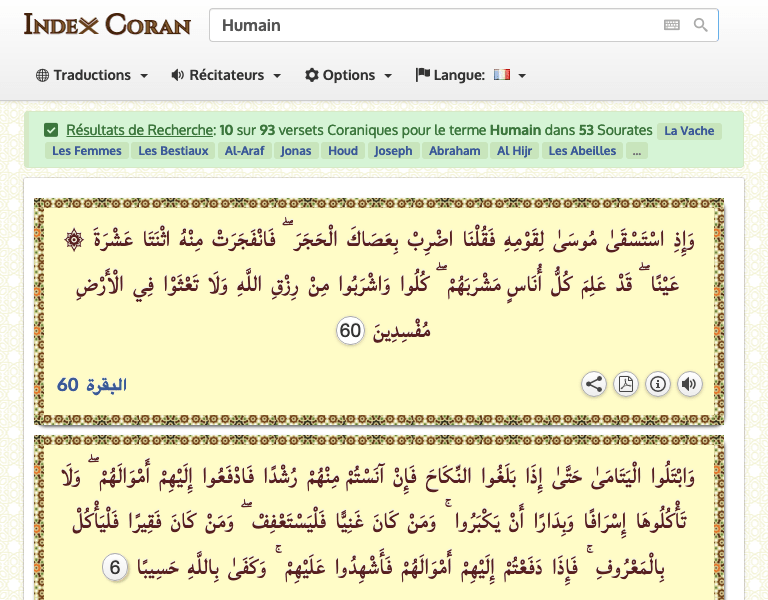 INDEX CORAN
Humain
Traductions
Récitateurs
Options
Langue:
Résultats de Recherche: 10 sur 93 versets Coraniques pour le terme Humain dans 53 Sourates La Vache
Les Femmes Les Bestiaux Al-Araf Jonas Houd Joseph Abraham Al Hijr Les Abeilles ...
۞ وَإِذِ اسْتَسْقَىٰ مُوسَىٰ لِقَوْمِهِ فَقُلْنَا اضْرِبْ بِعَصَاكَ الْحَجَرَ ۖ فَانْفَجَرَتْ مِنْهُ اثْنَتَا عَشْرَةَ
عَيْنًا ۖ قَدْ عَلِمَ كُلُّ أُنَاسٍ مَشْرَبَهُمْ ۖ كُلُوا وَاشْرَبُوا مِنْ رِزْقِ اللَّهِ وَلَا تَعْثَوْا فِي الْأَرْضِ
مُفْسِدِينَ 60
البقرة 60
وَابْتَلُوا الْيَتَامَىٰ حَتَّىٰ إِذَا بَلَغُوا النِّكَاحَ فَإِنْ آنَسْتُمْ مِنْهُمْ رُشْدًا فَادْفَعُوا إِلَيْهِمْ أَمْوَالَهُمْ ۖ وَلَا
تَأْكُلُوهَا إِسْرَافًا وَبِدَارًا أَنْ يَكْبَرُوا ۚ وَمَنْ كَانَ غَنِيًّا فَلْيَسْتَعْفِفْ ۖ وَمَنْ كَانَ فَقِيرًا فَلْيَأْكُلْ
بِالْمَعْرُوفِ ۚ فَإِذَا دَفَعْتُمْ إِلَيْهِمْ أَمْوَالَهُمْ فَأَشْهِدُوا عَلَيْهِمْ ۚ وَكَفَىٰ بِاللَّهِ حَسِيبًا 6